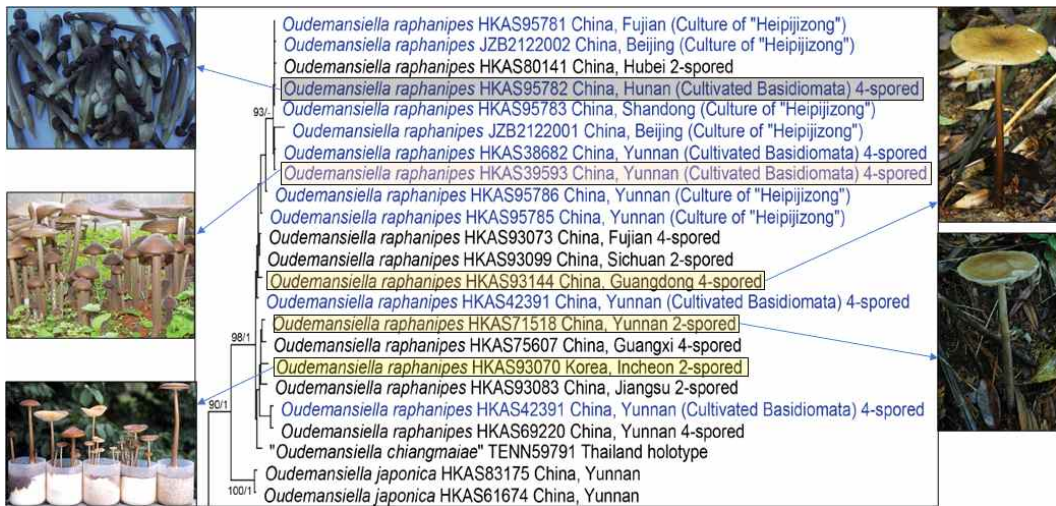 Oudemansiella raphanipes HKAS95781 China, Fujian (Culture of "Heipijizong")
Oudemansiella raphanipes JZB2122002 China, Beijing (Culture of "Heipijizong")
Oudemansiella raphanipes HKAS80141 China, Hubei 2-spored
Oudemansiella raphanipes HKAS95782 China, Hunan (Cultivated Basidiomata) 4-spored
93/-
Oudemansiella raphanipes HKAS95783 China, Shandong (Culture of "Heipijizong")
Oudemansiella raphanipes JZB2122001 China, Beijing (Culture of "Heipijizong")
Oudemansiella raphanipes HKAS38682 China, Yunnan (Cultivated Basidiomata) 4-spored
Oudemansiella raphanipes HKAS39593 China, Yunnan (Cultivated Basidiomata) 4-spored
Oudemansiella raphanipes HKAS95786 China, Yunnan (Culture of "Heipijizong")
Oudemansiella raphanipes HKAS95785 China, Yunnan (Culture of "Heipijizong")
Oudemansiella raphanipes HKAS93073 China, Fujian 4-spored
Oudemansiella raphanipes HKAS93099 China, Sichuan 2-spored
Oudemansiella raphanipes HKAS93144 China, Guangdong 4-spored
Oudemansiella raphanipes HKAS42391 China, Yunnan (Cultivated Basidiomata) 4-spored
Oudemansiella raphanipes HKAS71518 China, Yunnan 2-spored
98/1
Oudemansiella raphanipes HKAS75607 China, Guangxi 4-spored
Oudemansiella raphanipes HKAS93070 Korea, Incheon 2-spored
Oudemansiella raphanipes HKAS93083 China, Jiangsu 2-spored
90/1
Oudemansiella raphanipes HKAS42391 China, Yunnan (Cultivated Basidiomata) 4-spored
Oudemansiella raphanipes HKAS69220 China, Yunnan 4-spored
"Oudemansiella chiangmaiae" TENN59791 Thailand holotype
Oudemansiella japonica HKAS83175 China, Yunnan
100/1
Oudemansiella japonica HKAS61674 China, Yunnan